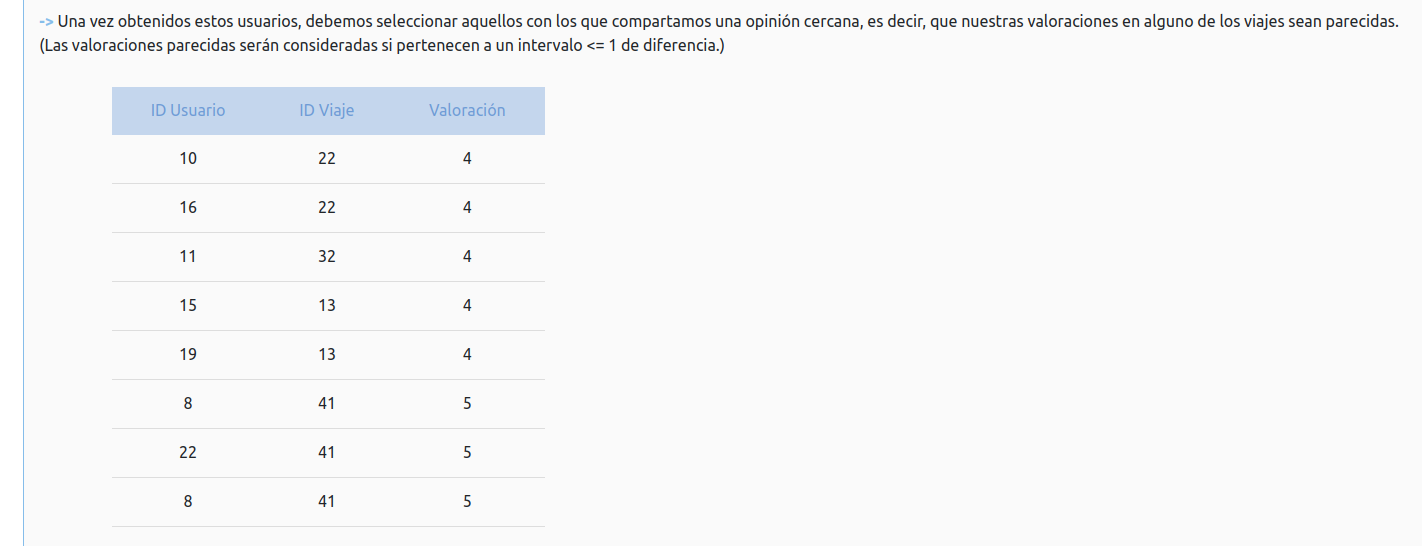 -> Una vez obtenidos estos usuarios, debemos seleccionar aquellos con los que compartamos una opinión cercana, es decir, que nuestras valoraciones en alguno de los viajes sean parecidas.
(Las valoraciones parecidas serán consideradas si pertenecen a un intervalo <= 1 de diferencia.)
ID Usuario ID Viaje Valoración
10 22 4
16 22 4
11 32 4
15 13 4
19 13 4
8 41 5
22 41 5
8 41 5